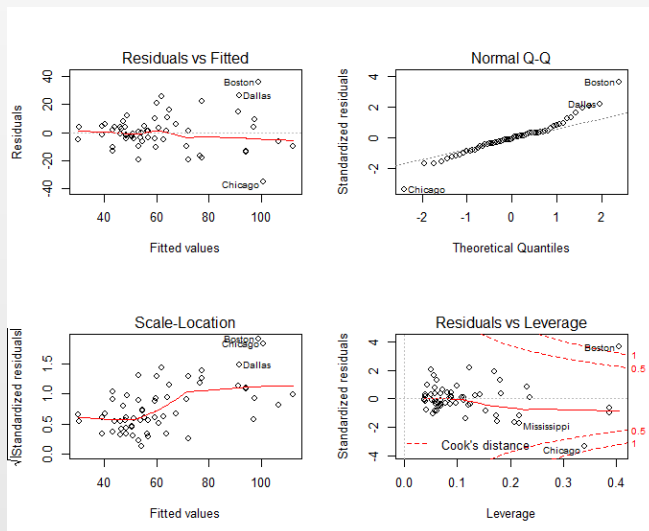 Residuals vs Fitted
Residuals
40
20
0
-20
-40
Boston
Dallas
Chicago
40 60 80 100
Fitted values
Normal Q-Q
Standardized residuals
4
2
0
-2
Boston
Dallas
Chicago
-2 -1 0 1 2
Theoretical Quantiles
Scale-Location
√|Standardized residuals|
1.5
1.0
0.5
0.0
Boston
Chicago
Dallas
40 60 80 100
Fitted values
Residuals vs Leverage
Standardized residuals
4
2
0
-2
-4
Boston
1
0.5
Mississippi
0.5
Cook's distance
1
Chicago
0.0 0.1 0.2 0.3 0.4
Leverage